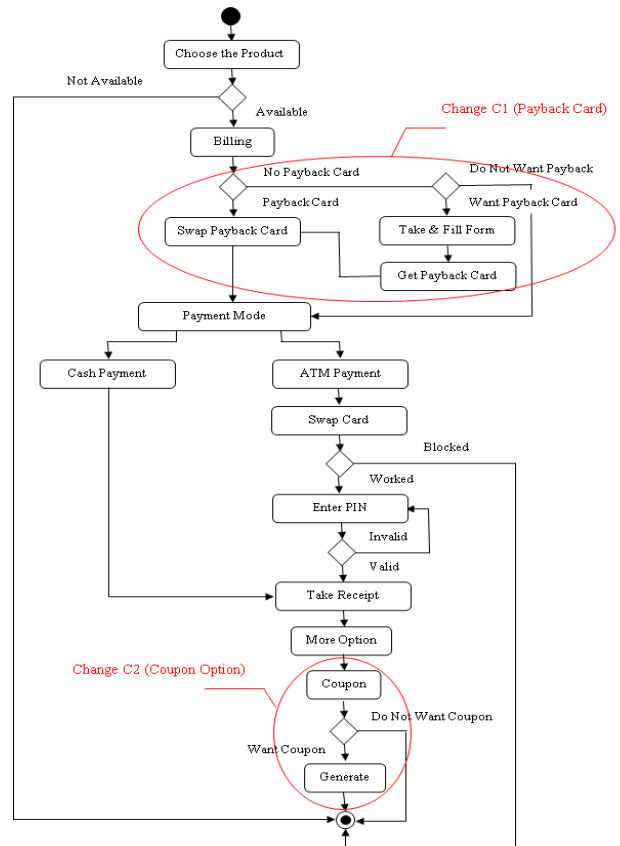 Choose the Product
Not Available
Available
Change C1 (Payback Card)
Billing
No Payback Card
Do Not Want Payback
Payback Card
Want Payback Card
Swap Payback Card
Take & Fill Form
Get Payback Card
Payment Mode
Cash Payment
ATM Payment
Swap Card
Blocked
Worked
Enter PIN
Invalid
Valid
Take Receipt
More Option
Change C2 (Coupon Option)
Coupon
Do Not Want Coupon
Want Coupon
Generate